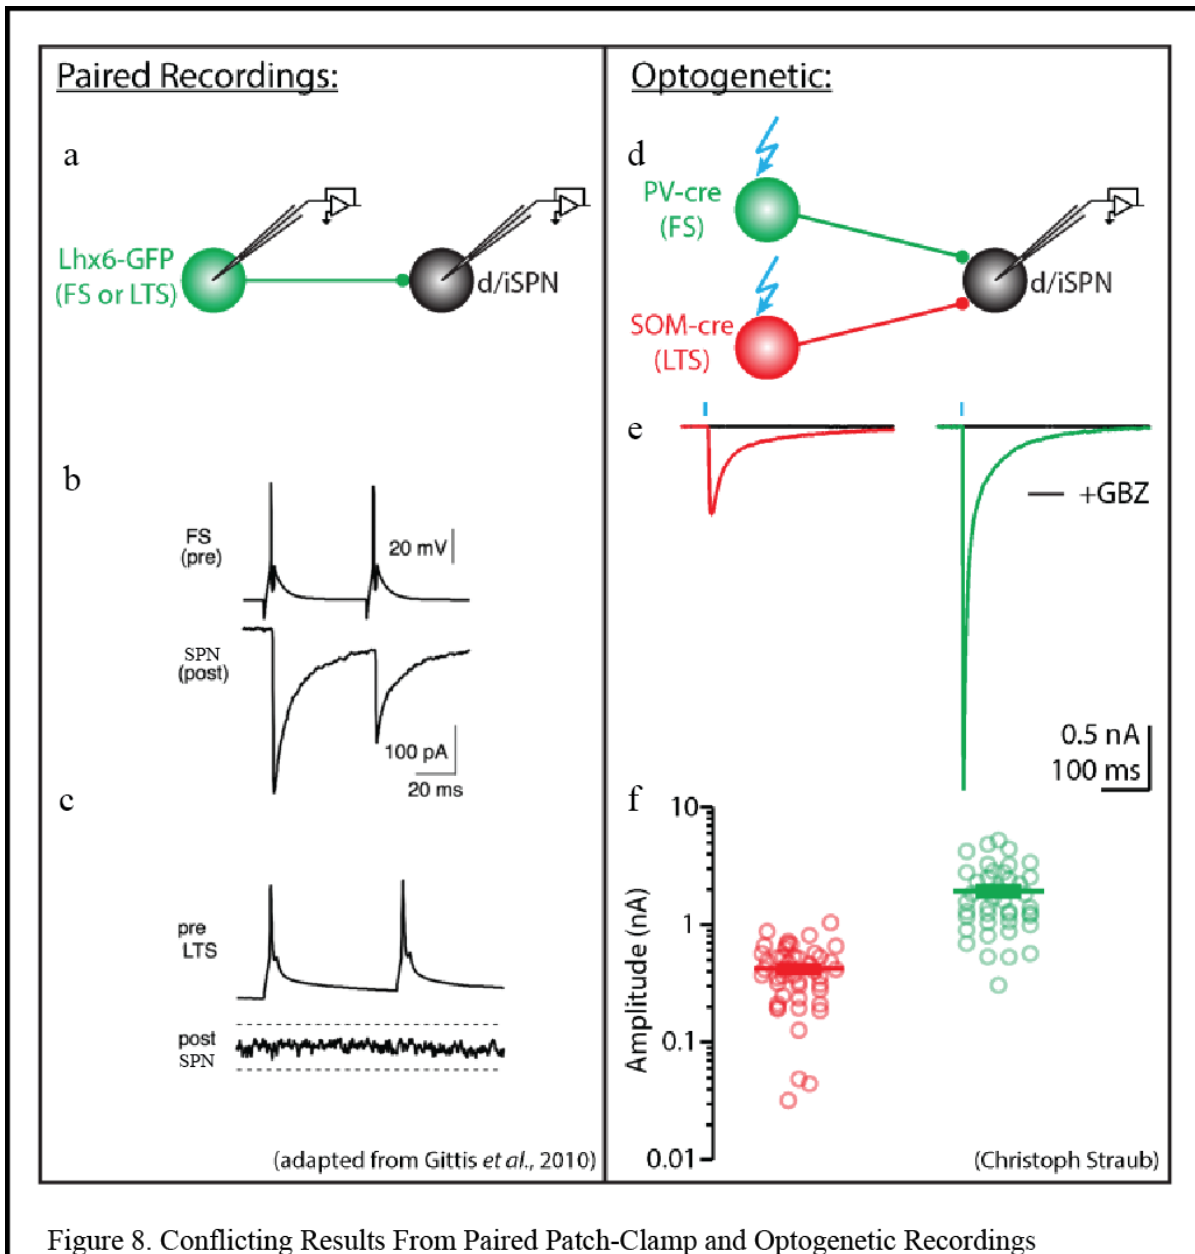 Paired Recordings:
a
Lhx6-GFP
(FS or LTS)
d/iSPN
b
FS
(pre)
20 mV
SPN
(post)
100 pA
20 ms
c
pre
LTS
post
SPN
(adapted from Gittis et al., 2010)
Optogenetic:
d
PV-cre
(FS)
SOM-cre
(LTS)
d/iSPN
e
+GBZ
0.5 nA
100 ms
f
10
1
0.1
0.01
Amplitude (nA)
(Christoph Straub)
Figure 8. Conflicting Results From Paired Patch-Clamp and Optogenetic Recordings